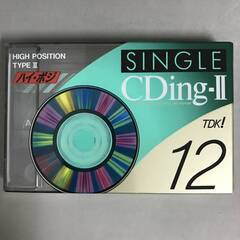 HIGH POSITION
TYPE II
ハイ・ポジ
A
SINGLE
CDing-II
TDK!
12